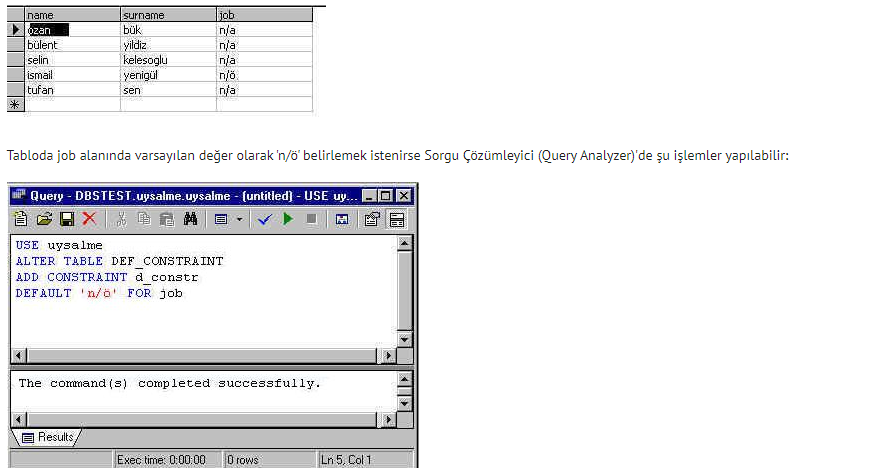 name surname job
özan bük n/a
bülent yildiz n/a
selin kelesoglu n/a
ismail yenigül n/ö
tufan sen n/a
Tabloda job alanında varsayılan değer olarak 'n/ö' belirlemek istenirse Sorgu Çözümleyici (Query Analyzer)'de şu işlemler yapılabilir:
Query - DBSTEST.uysalme.uysalme - (untitled) - USE uy...
USE uysalme
ALTER TABLE DEF_CONSTRAINT
ADD CONSTRAINT d_constr
DEFAULT 'n/ö' FOR job
The command(s) completed successfully.
Results
Exec time: 0:00:00 0 rows Ln 5, Col 1